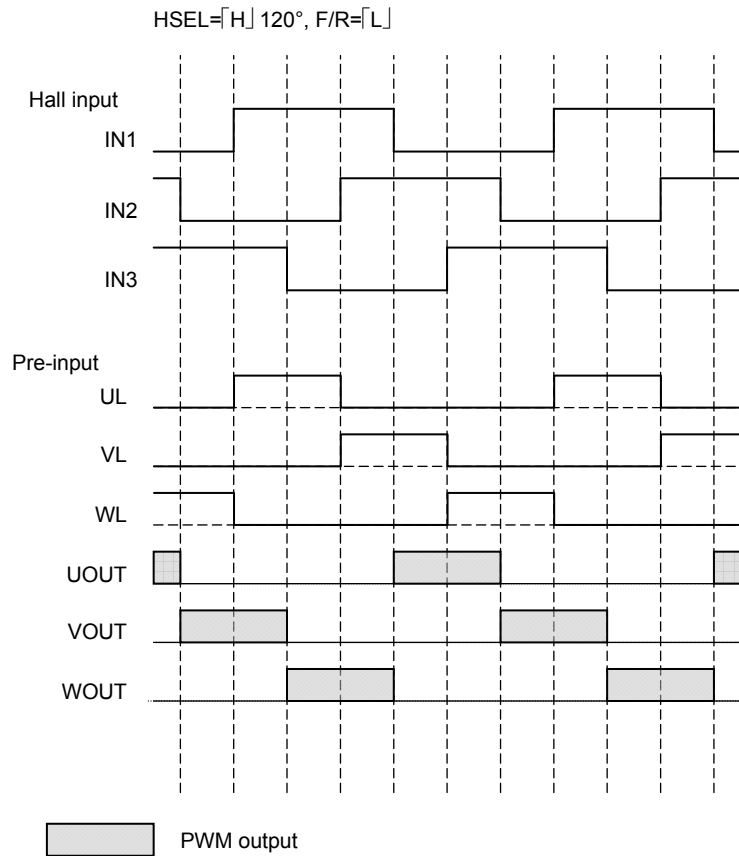 HSEL=｢H｣ 120°, F/R=｢L｣
Hall input
IN1
IN2
IN3
Pre-input
UL
VL
WL
UOUT
VOUT
WOUT
PWM output